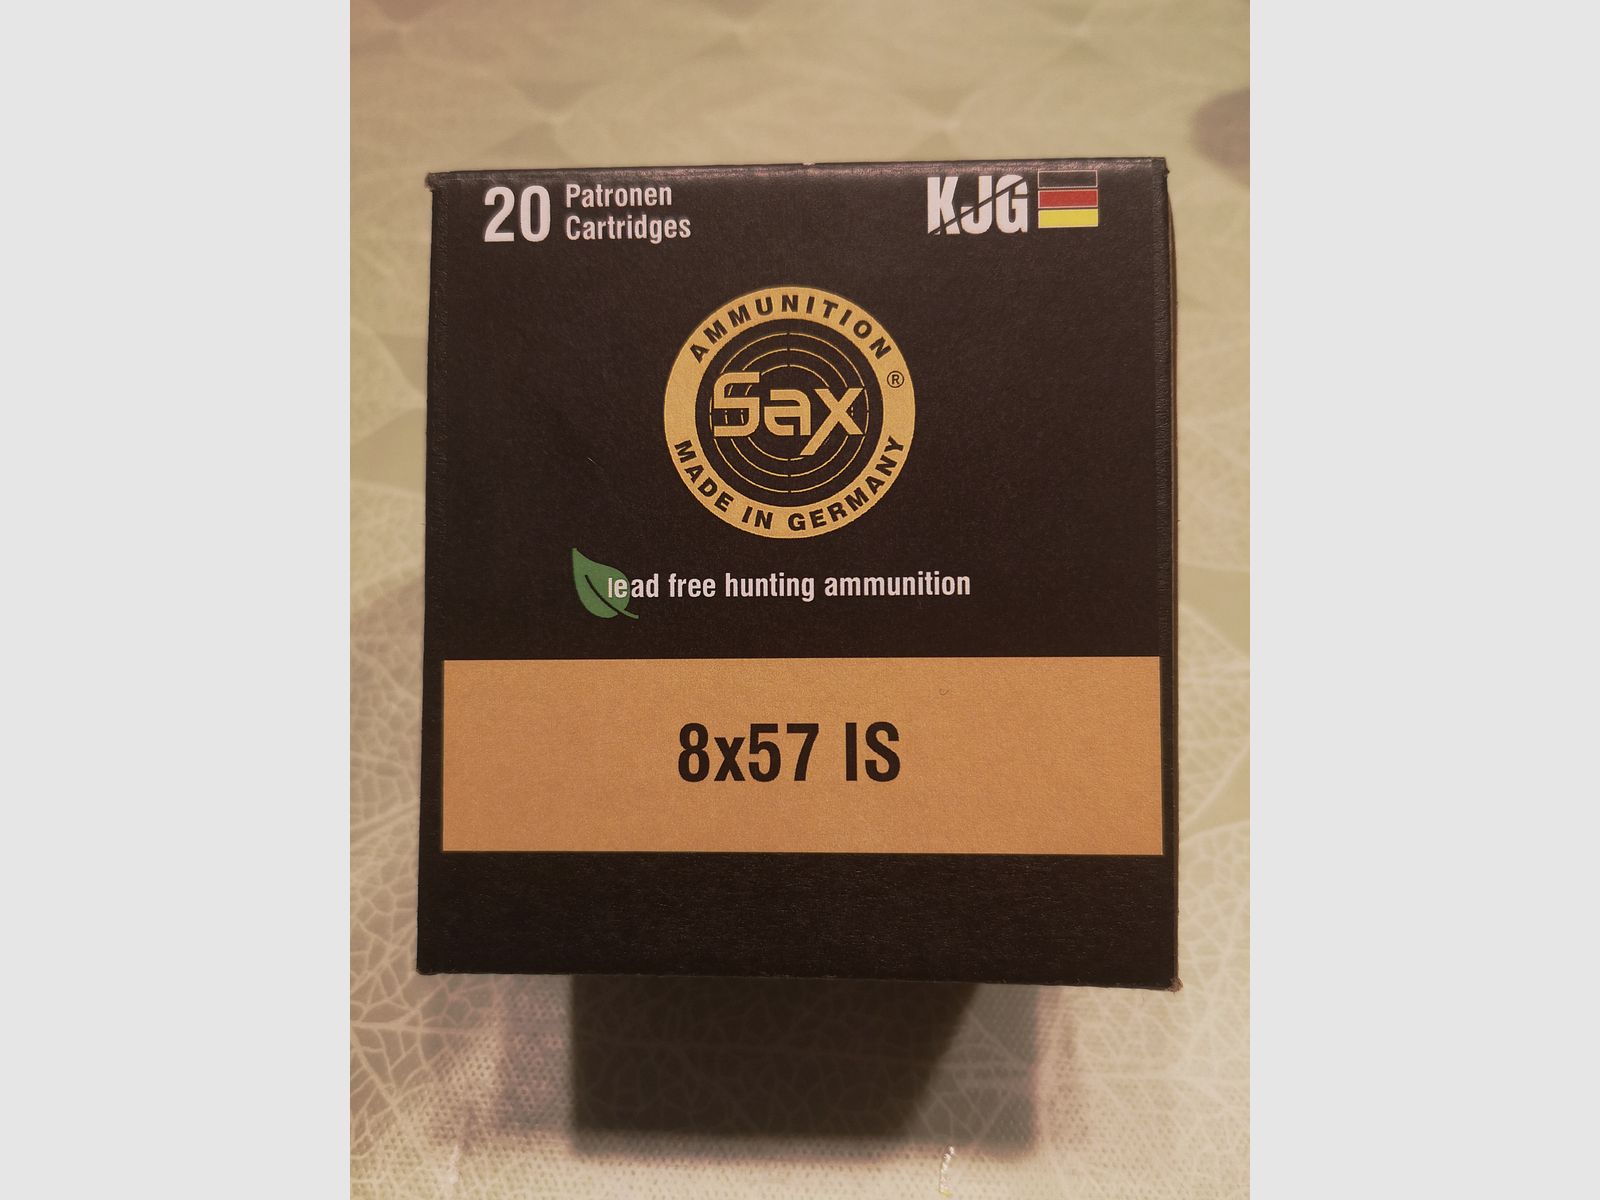 20 Patronen
Cartridges
KJG
AMMUNITION
Sax ®
MADE IN GERMANY
lead free hunting ammunition
8x57 IS